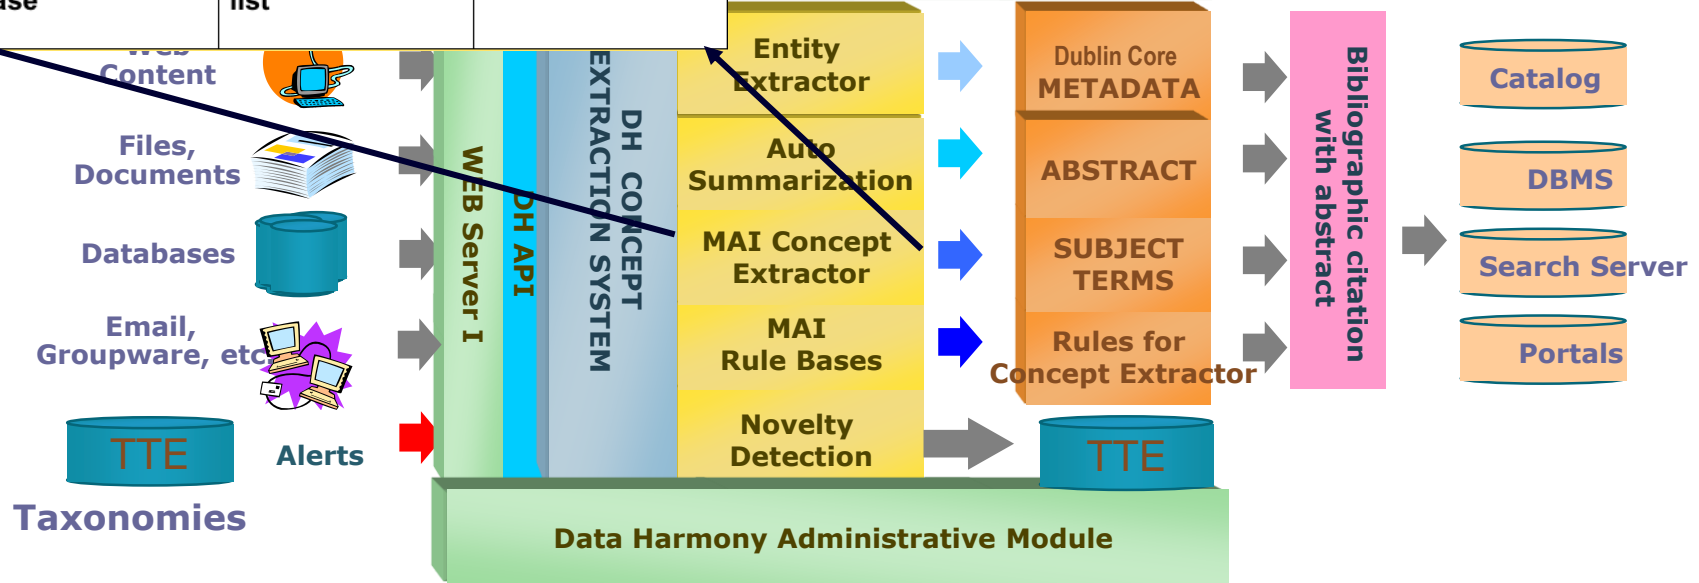 list
Content
Files,
Documents
Databases
Email,
Groupware, etc.
TTE
Alerts
Taxonomies
WEB Server I
DH API
DH CONCEPT
EXTRACTION SYSTEM
Entity
Extractor
Auto
Summarization
MAI Concept
Extractor
MAI
Rule Bases
Novelty
Detection
Dublin Core
METADATA
ABSTRACT
SUBJECT
TERMS
Rules for
Concept Extractor
TTE
Bibliographic citation
with abstract
Catalog
DBMS
Search Server
Portals
Data Harmony Administrative Module